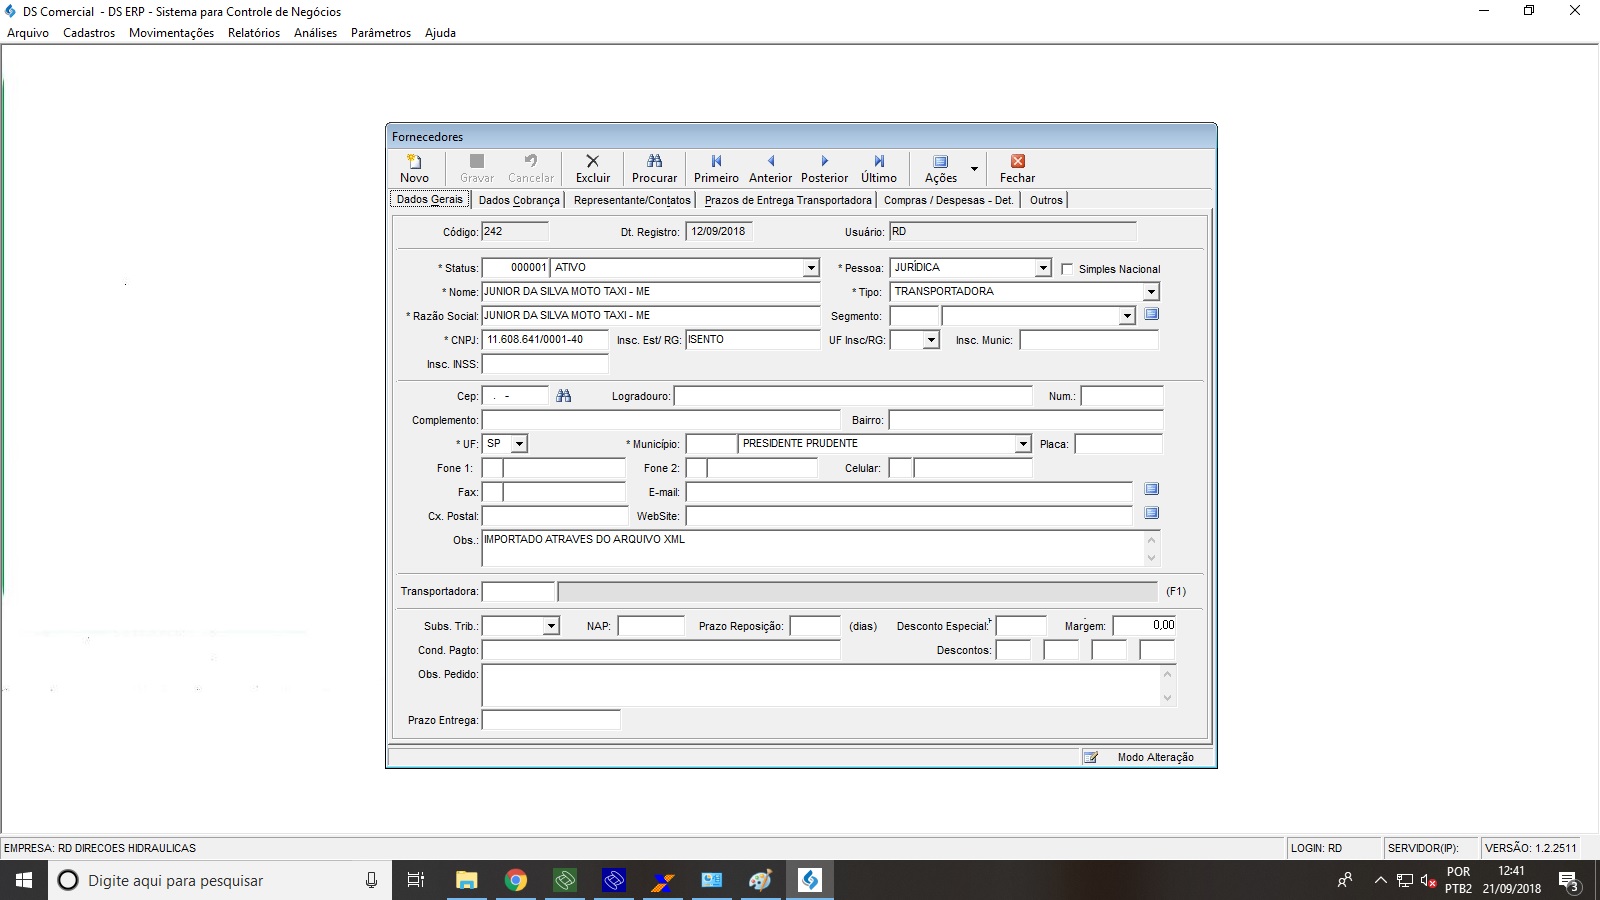 DS Comercial  - DS ERP - Sistema para Controle de Negócios
Arquivo Cadastros Movimentações Relatórios Análises Parâmetros Ajuda
Fornecedores
Novo Gravar Cancelar Excluir Procurar Primeiro Anterior Posterior Último Ações Fechar
Dados Gerais Dados Cobrança Representante/Contatos Prazos de Entrega Transportadora Compras / Despesas - Det. Outros
Código: 242 Dt. Registro: 12/09/2018 Usuário: RD
* Status: 000001 ATIVO * Pessoa: JURÍDICA Simples Nacional
* Nome: JUNIOR DA SILVA MOTO TAXI - ME * Tipo: TRANSPORTADORA
* Razão Social: JUNIOR DA SILVA MOTO TAXI - ME Segmento:
* CNPJ: 11.608.641/0001-40 Insc. Est/ RG: ISENTO UF Insc/RG: Insc. Munic:
Insc. INSS:
Cep: . - Logradouro: Num.:
Complemento: Bairro:
* UF: SP * Município: PRESIDENTE PRUDENTE Placa:
Fone 1: Fone 2: Celular:
Fax: E-mail:
Cx. Postal: WebSite:
Obs.: IMPORTADO ATRAVES DO ARQUIVO XML
Transportadora: (F1)
Subs. Trib.: NAP: Prazo Reposição: (dias) Desconto Especial: Margem: 0,00
Cond. Pagto: Descontos:
Obs. Pedido:
Prazo Entrega:
Modo Alteração
EMPRESA: RD DIRECOES HIDRAULICAS LOGIN: RD SERVIDOR(IP): VERSÃO: 1.2.2511
Digite aqui para pesquisar POR 12:41
PTB2 21/09/2018 3